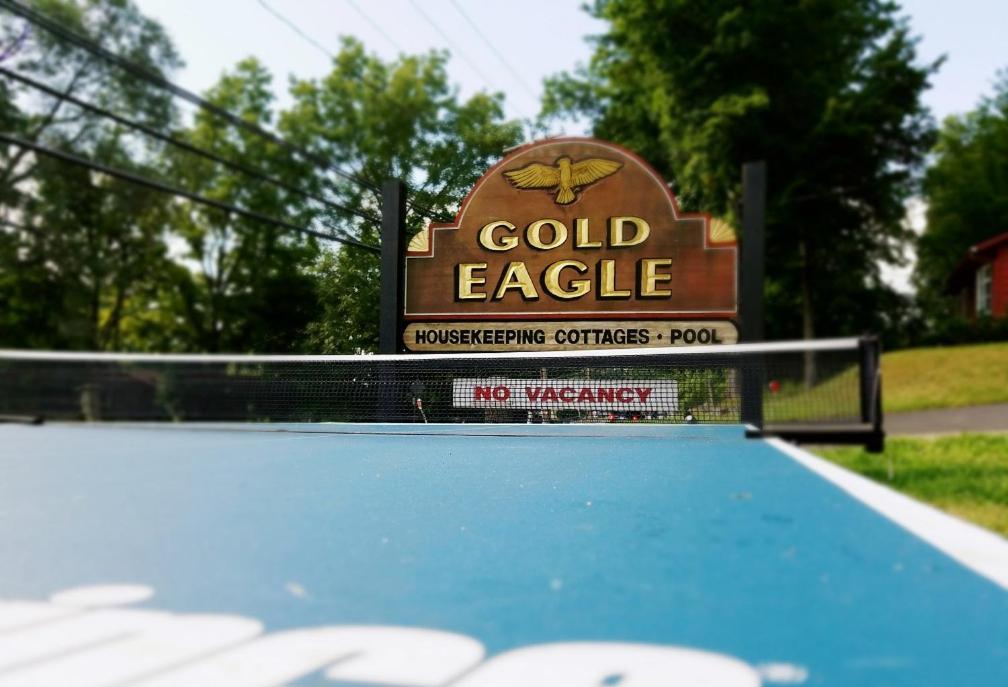 GOLD
EAGLE
HOUSEKEEPING COTTAGES • POOL
NO VACANCY